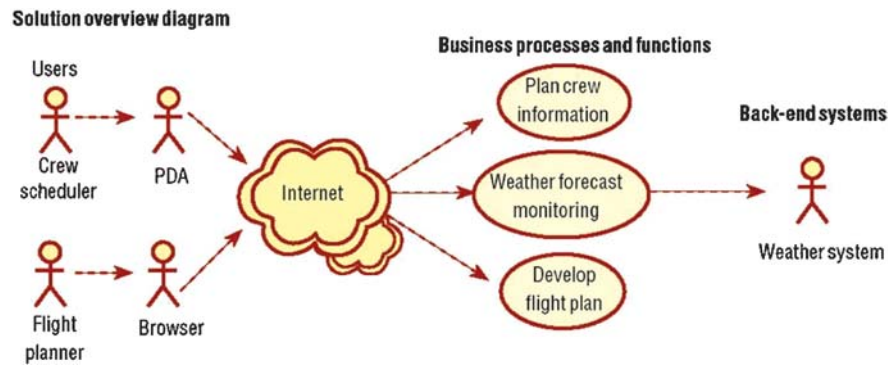 Solution overview diagram
Business processes and functions
Users
Plan crew
information
Back-end systems
Crew
scheduler
PDA
Internet
Weather forecast
monitoring
Weather system
Flight
planner
Browser
Develop
flight plan